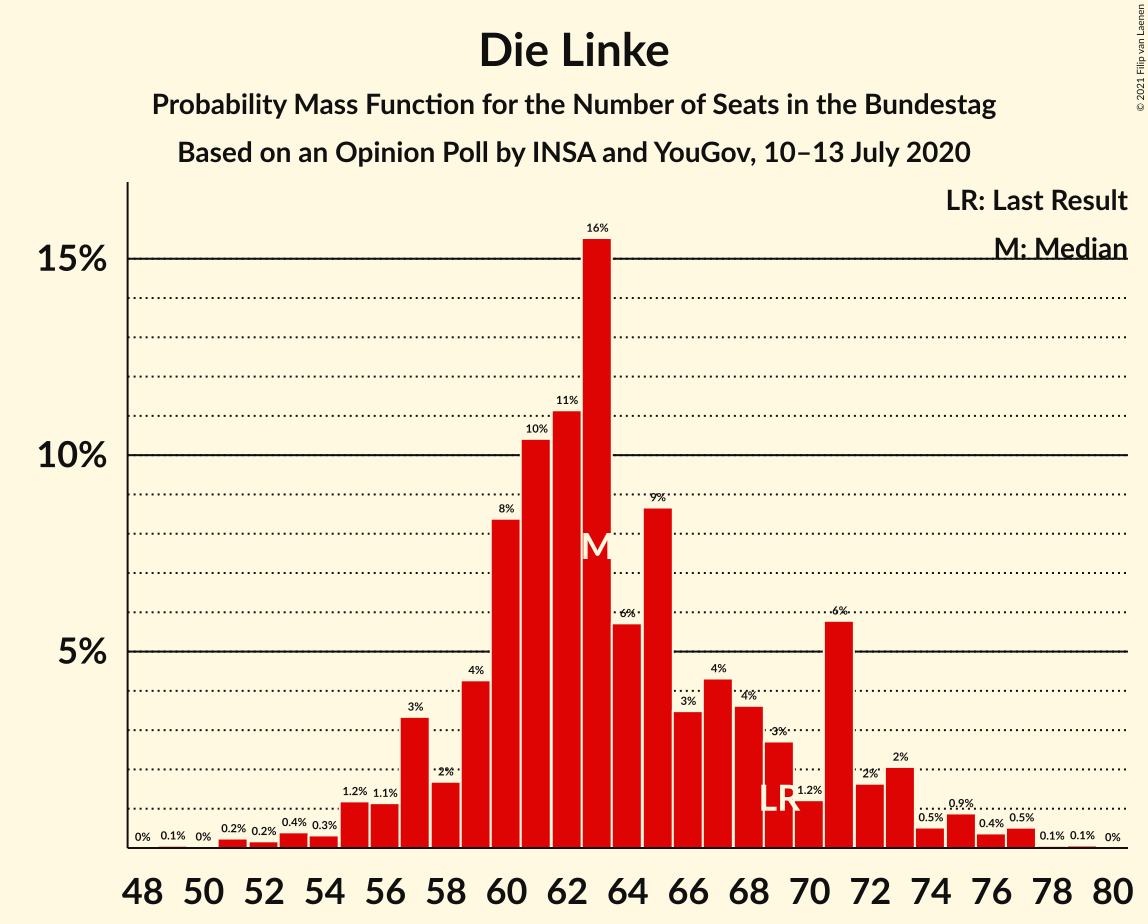 Die Linke
Probability Mass Function for the Number of Seats in the Bundestag
Based on an Opinion Poll by INSA and YouGov, 10–13 July 2020
© 2021 Filip van Laenen
LR: Last Result
M: Median
15%
10%
5%
0% 0.1% 0% 0.2% 0.2% 0.4% 0.3% 1.2% 1.1% 3% 2% 4% 8% 10% 11% 16% 6% 9% 3% 4% 4% 3% 1.2% 6% 2% 2% 0.5% 0.9% 0.4% 0.5% 0.1% 0.1% 0%
M
LR
48 50 52 54 56 58 60 62 64 66 68 70 72 74 76 78 80